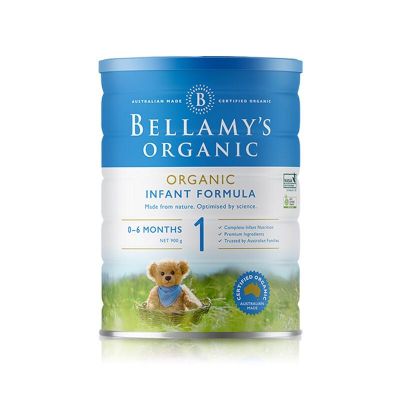 AUSTRALIAN MADE B CERTIFIED ORGANIC
BELLAMY'S
ORGANIC
ORGANIC
INFANT FORMULA
Made from nature. Optimised by science.
0-6 MONTHS
NET 900 g
1
✓ Complete Infant Nutrition
✓ Premium Ingredients
✓ Trusted by Australian Families
CERTIFIED ORGANIC
AUSTRALIAN
MADE